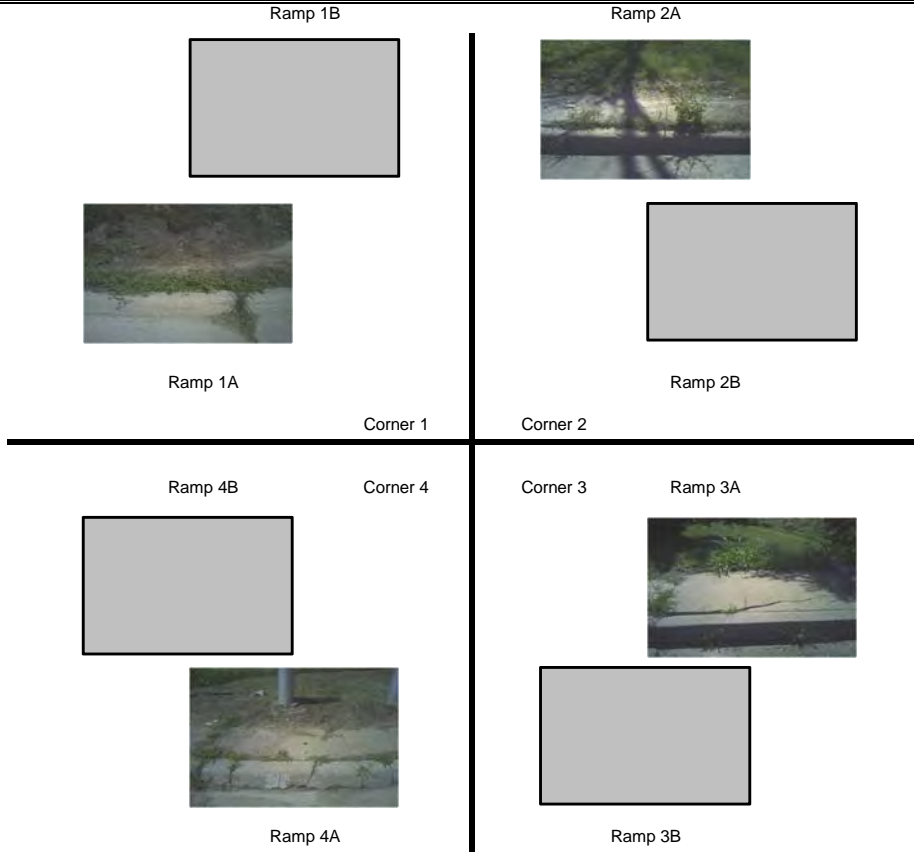 Ramp 1B
Ramp 2A
Ramp 1A
Ramp 2B
Corner 1
Corner 2
Ramp 4B
Corner 4
Corner 3
Ramp 3A
Ramp 4A
Ramp 3B